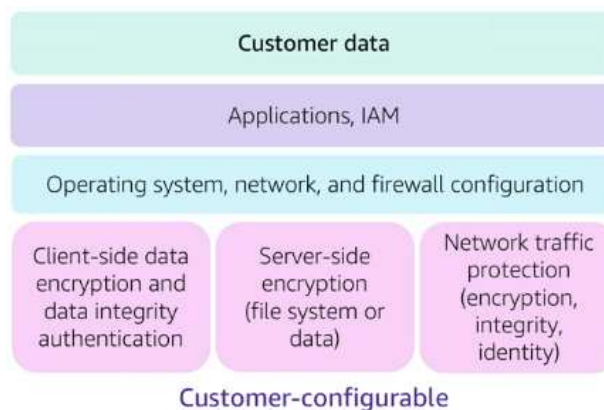 Customer data
Applications, IAM
Operating system, network, and firewall configuration
Client-side data
encryption and
data integrity
authentication
Server-side
encryption
(file system or
data)
Network traffic
protection
(encryption,
integrity,
identity)
Customer-configurable